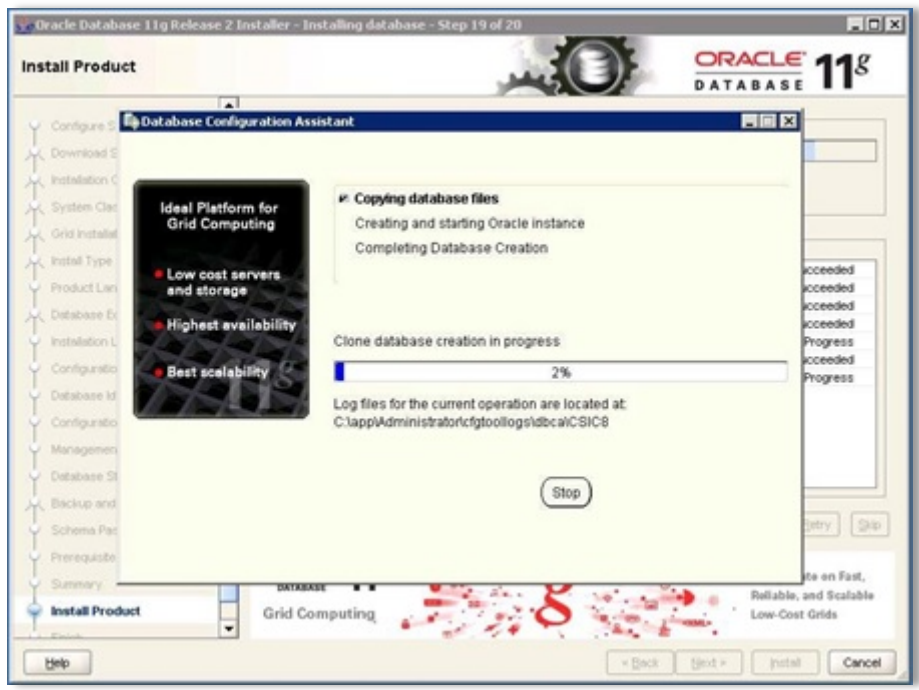 Oracle Database 11g Release 2 Installer - Installing database - Step 19 of 20
Install Product
ORACLE
DATABASE
11g
Database Configuration Assistant
Configure S
Download S
Installation
System Clas
Grid Installat
Install Type
Product Lan
Database Ed
Installation L
Configuratio
Database Id
Configuratio
Managemen
Database St
Backup and
Schema Pas
Prerequisite
Summary
Install Product
Ideal Platform for
Grid Computing
Low cost servers
and storage
Highest availability
Best scalability
11g
Copying database files
Creating and starting Oracle instance
Completing Database Creation
Clone database creation in progress
2%
Log files for the current operation are located at:
C:\app\Administrator\cfgtoollogs\dbca\CSIC8
Stop
ucceeded
ucceeded
ucceeded
ucceeded
Progress
ucceeded
Progress
Retry
Skip
DATABASE
Grid Computing
te on Fast,
Reliable, and Scalable
Low-Cost Grids
Help
< Back
Next >
Install
Cancel